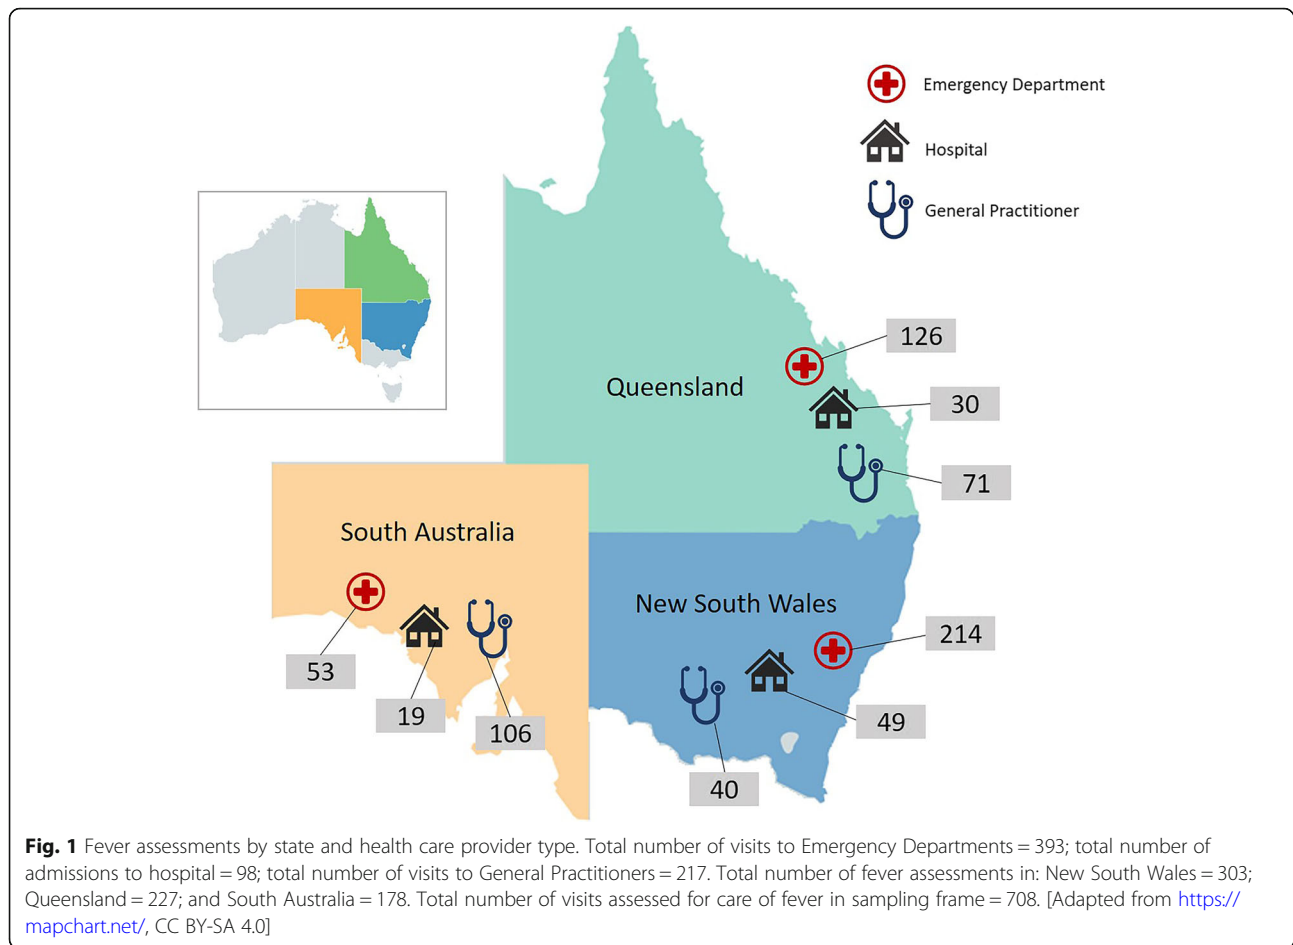 Emergency Department
Hospital
General Practitioner
126
Queensland
30
71
South Australia
New South Wales
214
53
19
106
49
40
Fig. 1 Fever assessments by state and health care provider type. Total number of visits to Emergency Departments = 393; total number of
admissions to hospital = 98; total number of visits to General Practitioners = 217. Total number of fever assessments in: New South Wales = 303;
Queensland = 227; and South Australia = 178. Total number of visits assessed for care of fever in sampling frame = 708. [Adapted from https://
mapchart.net/, CC BY-SA 4.0]